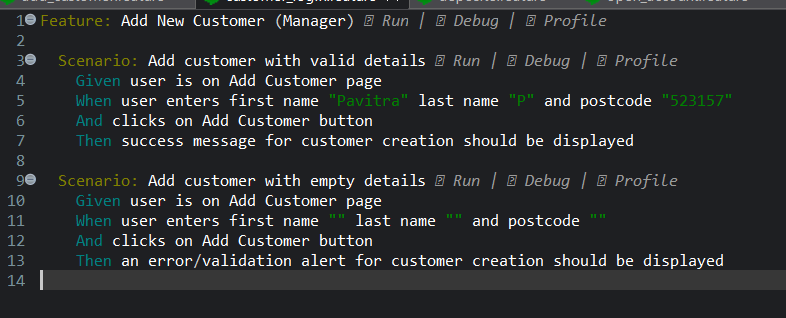 1 Feature: Add New Customer (Manager) Run | Debug | Profile
2
3 Scenario: Add customer with valid details Run | Debug | Profile
4 Given user is on Add Customer page
5 When user enters first name "Pavitra" last name "P" and postcode "523157"
6 And clicks on Add Customer button
7 Then success message for customer creation should be displayed
8
9 Scenario: Add customer with empty details Run | Debug | Profile
10 Given user is on Add Customer page
11 When user enters first name "" last name "" and postcode ""
12 And clicks on Add Customer button
13 Then an error/validation alert for customer creation should be displayed
14